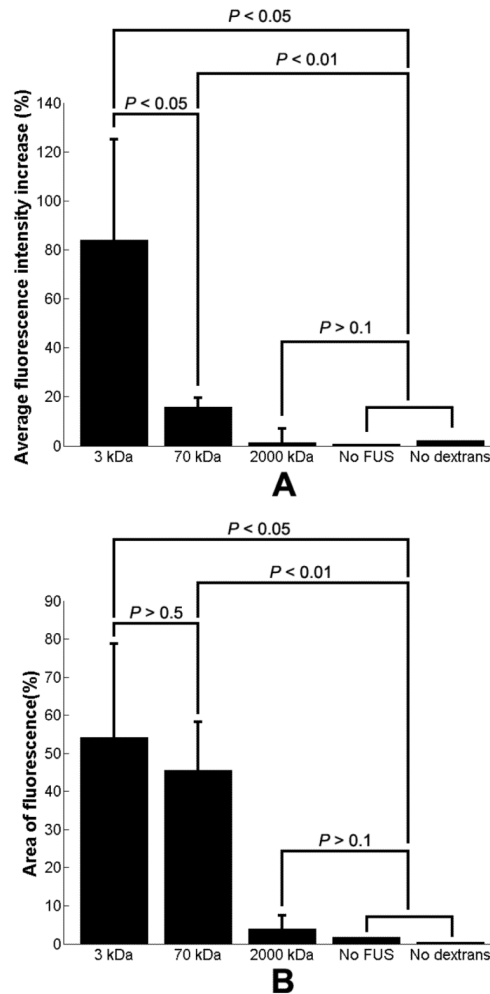 P < 0.05
P < 0.01
P < 0.05
P > 0.1
Average fluorescence intensity increase (%)
140
120
100
80
60
40
20
0
3 kDa 70 kDa 2000 kDa No FUS No dextrans
A
P < 0.05
P < 0.01
P > 0.5
P > 0.1
Area of fluorescence(%)
90
80
70
60
50
40
30
20
10
0
3 kDa 70 kDa 2000 kDa No FUS No dextrans
B